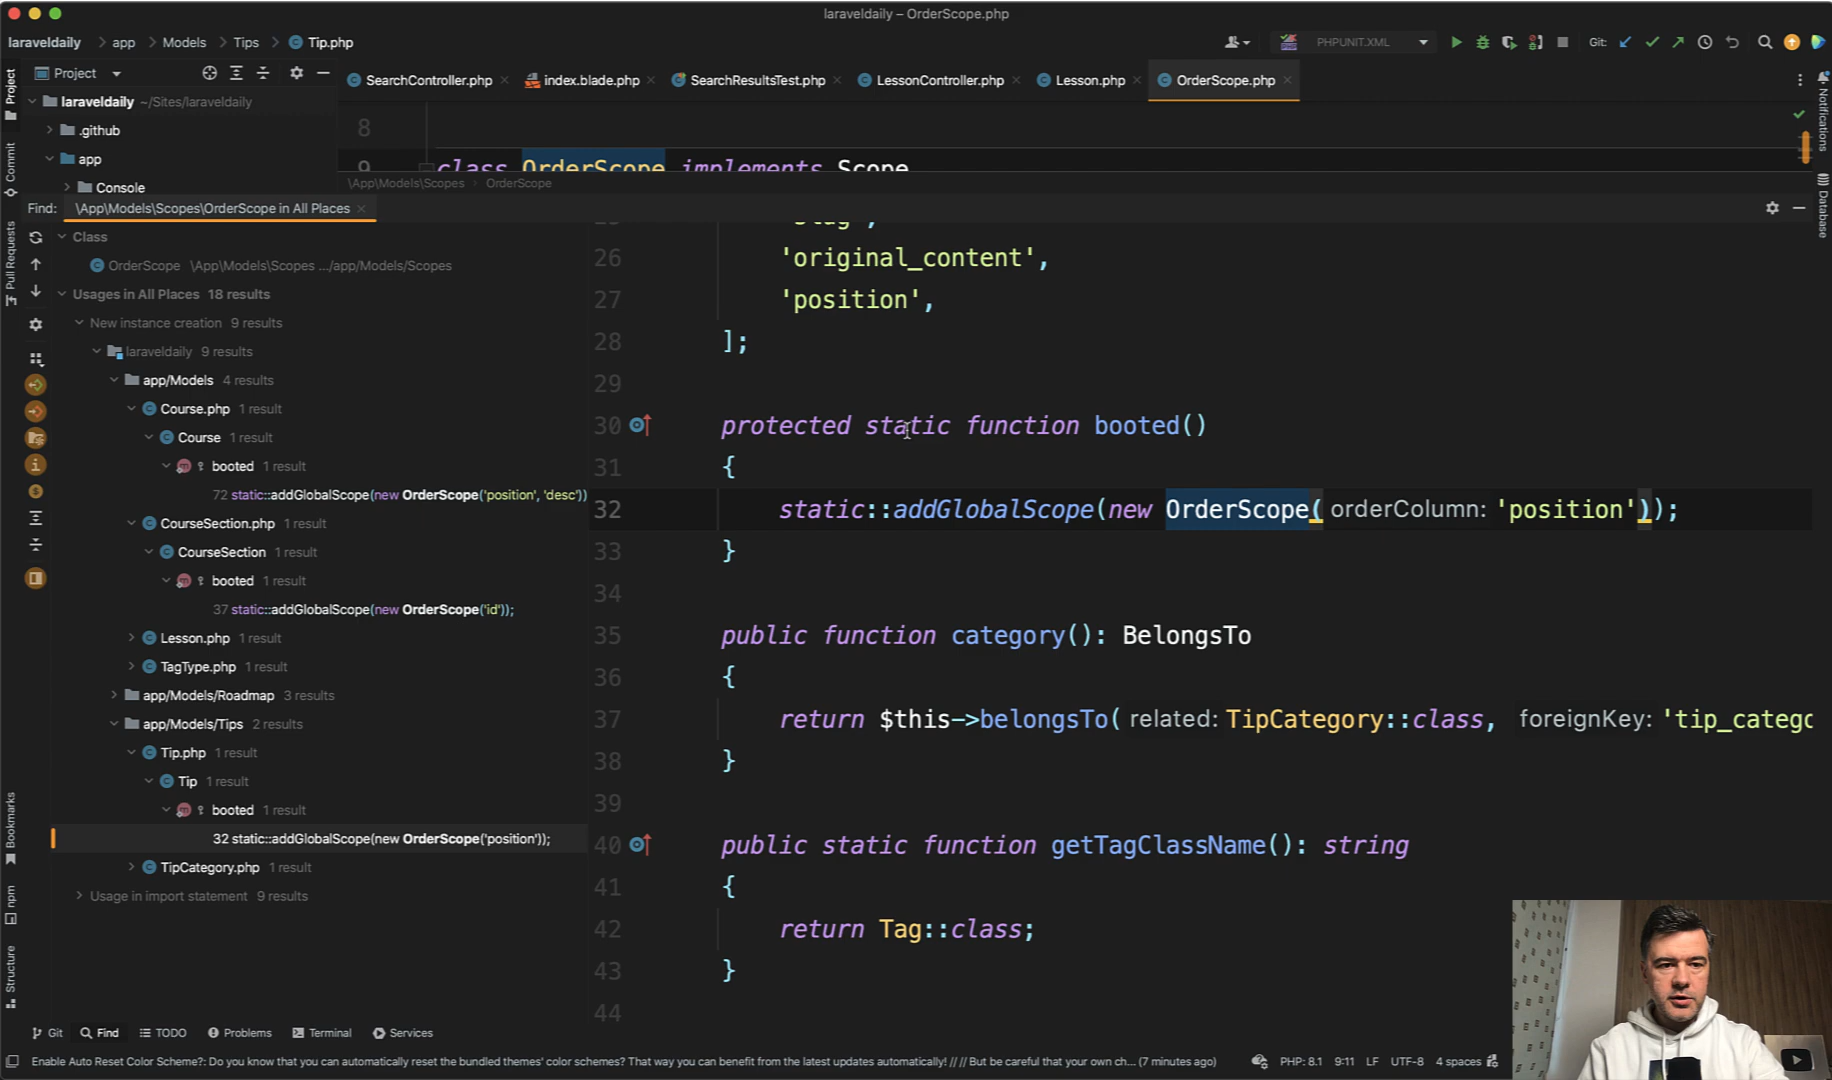 laraveldaily – OrderScope.php
laraveldaily > app > Models > Tips > Tip.php
PHPUNIT.XML
Git:
Project
SearchController.php
index.blade.php
SearchResultsTest.php
LessonController.php
Lesson.php
OrderScope.php
laraveldaily ~/Sites/laraveldaily
.github
app
Console
8
9 class OrderScope implements Scope
\App\Models\Scopes > OrderScope
Find: \App\Models\Scopes\OrderScope in All Places
Class
OrderScope \App\Models\Scopes .../app/Models/Scopes
Usages in All Places 18 results
New instance creation 9 results
laraveldaily 9 results
app/Models 4 results
Course.php 1 result
Course 1 result
booted 1 result
72 static::addGlobalScope(new OrderScope('position', 'desc'))
CourseSection.php 1 result
CourseSection 1 result
booted 1 result
37 static::addGlobalScope(new OrderScope('id'));
Lesson.php 1 result
TagType.php 1 result
app/Models/Roadmap 3 results
app/Models/Tips 2 results
Tip.php 1 result
Tip 1 result
booted 1 result
32 static::addGlobalScope(new OrderScope('position'));
TipCategory.php 1 result
Usage in import statement 9 results
26 'original_content',
27 'position',
28 ];
29
30 protected static function booted()
31 {
32 static::addGlobalScope(new OrderScope( orderColumn: 'position'));
33 }
34
35 public function category(): BelongsTo
36 {
37 return $this->belongsTo( related: TipCategory::class, foreignKey: 'tip_catego
38 }
39
40 public static function getTagClassName(): string
41 {
42 return Tag::class;
43 }
44
Project
Commit
Pull Requests
Bookmarks
npm
Structure
Notifications
Database
Git
Find
TODO
Problems
Terminal
Services
Enable Auto Reset Color Scheme?: Do you know that you can automatically reset the bundled themes' color schemes? That way you can benefit from the latest updates automatically! // // But be careful that your own ch... (7 minutes ago)
PHP: 8.1 9:11 LF UTF-8 4 spaces